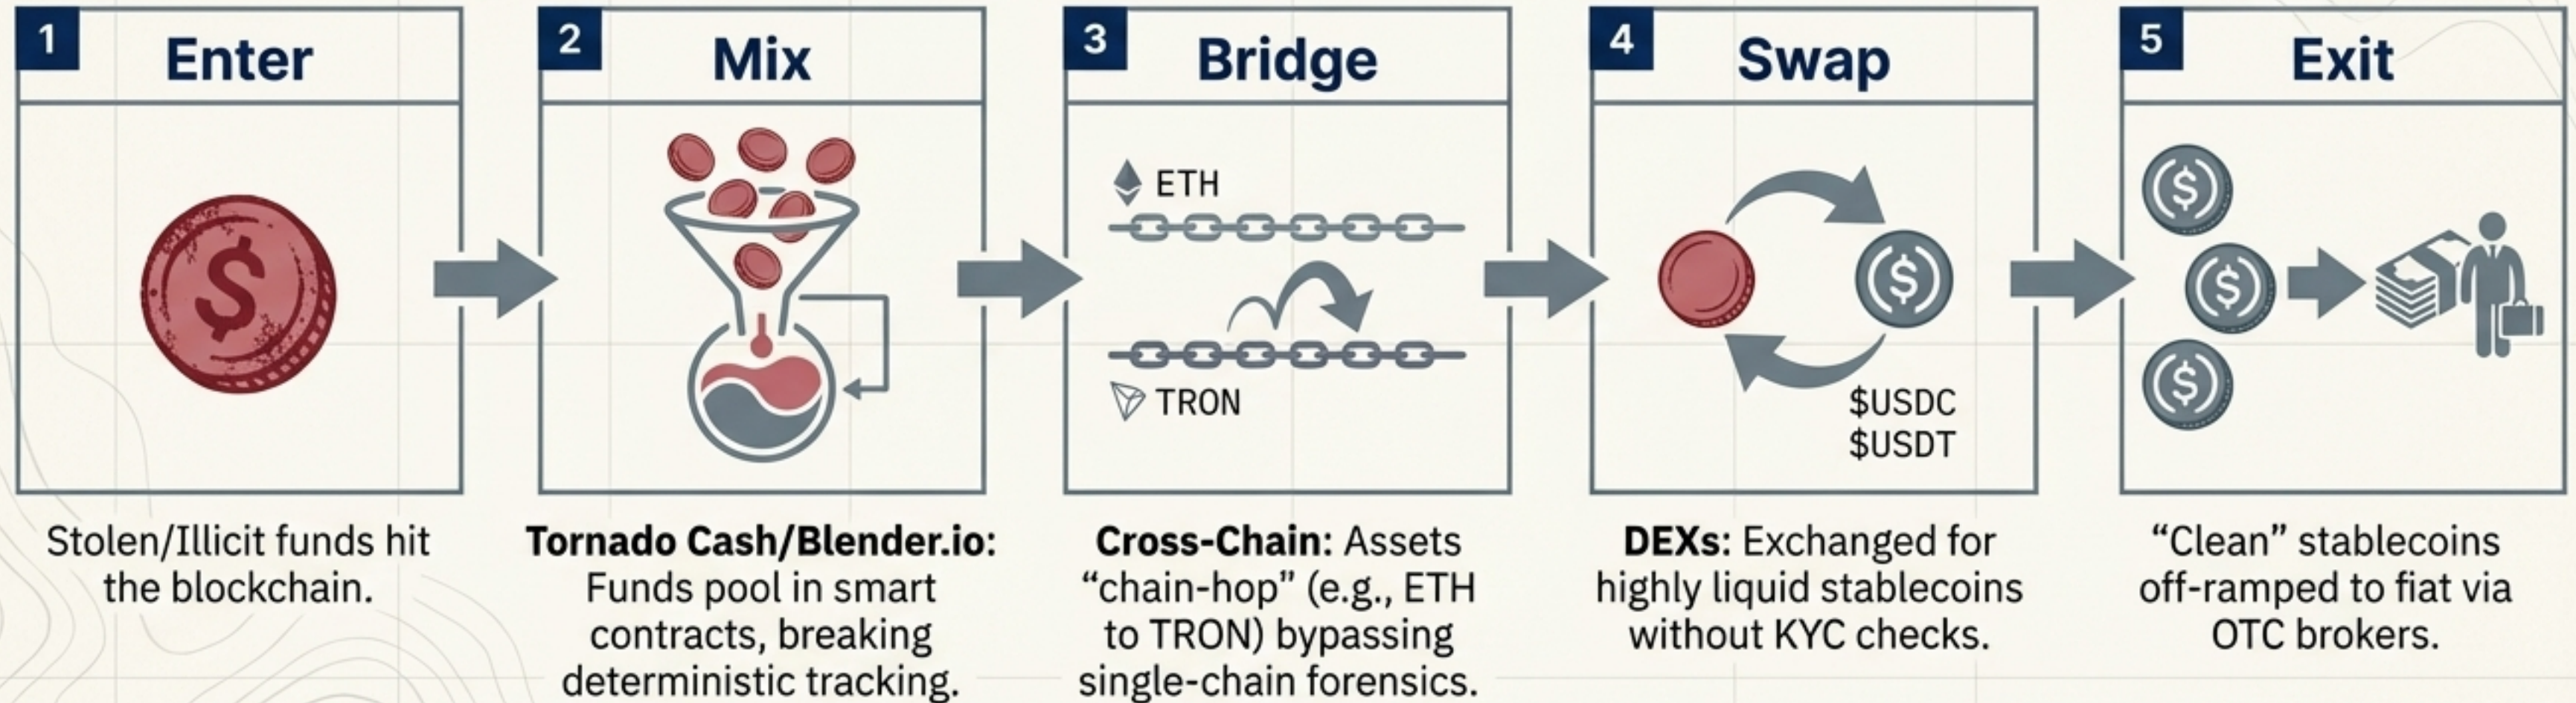 1
Enter
Stolen/Illicit funds hit
the blockchain.
2
Mix
Tornado Cash/Blender.io:
Funds pool in smart
contracts, breaking
deterministic tracking.
3
Bridge
ETH
TRON
Cross-Chain: Assets
“chain-hop” (e.g., ETH
to TRON) bypassing
single-chain forensics.
4
Swap
$
$USDC
$USDT
DEXs: Exchanged for
highly liquid stablecoins
without KYC checks.
5
Exit
$
$
$
“Clean” stablecoins
off-ramped to fiat via
OTC brokers.